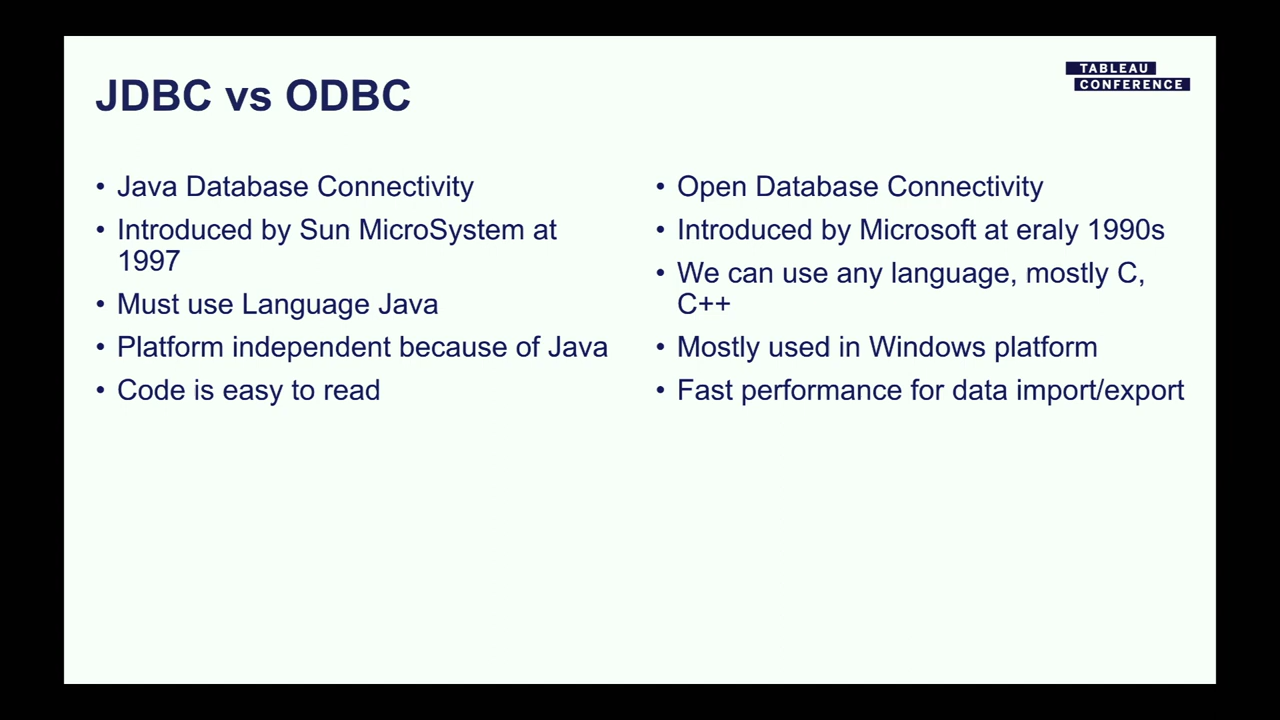 JDBC vs ODBC
TABLEAU
CONFERENCE
• Java Database Connectivity
• Introduced by Sun MicroSystem at
1997
• Must use Language Java
• Platform independent because of Java
• Code is easy to read
• Open Database Connectivity
• Introduced by Microsoft at eraly 1990s
• We can use any language, mostly C,
C++
• Mostly used in Windows platform
• Fast performance for data import/export